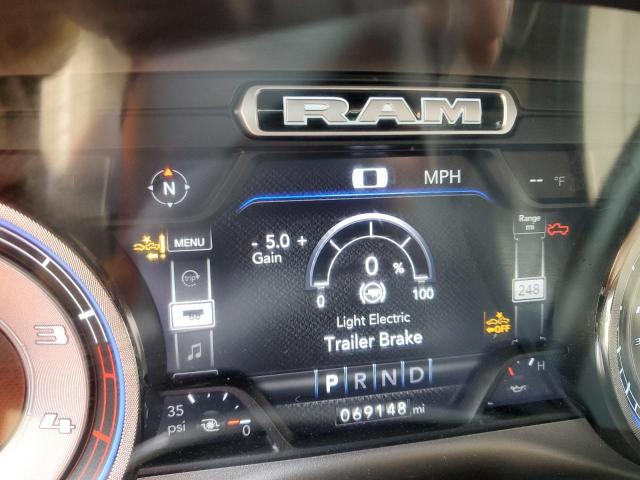 RAM
N
MPH
-- °F
MENU
- 5.0 +
Gain
Range
mi
trip
0 %
248
0
100
Light Electric
OFF
Trailer Brake
P R N D
H
3
4
35
psi
0
069148 mi